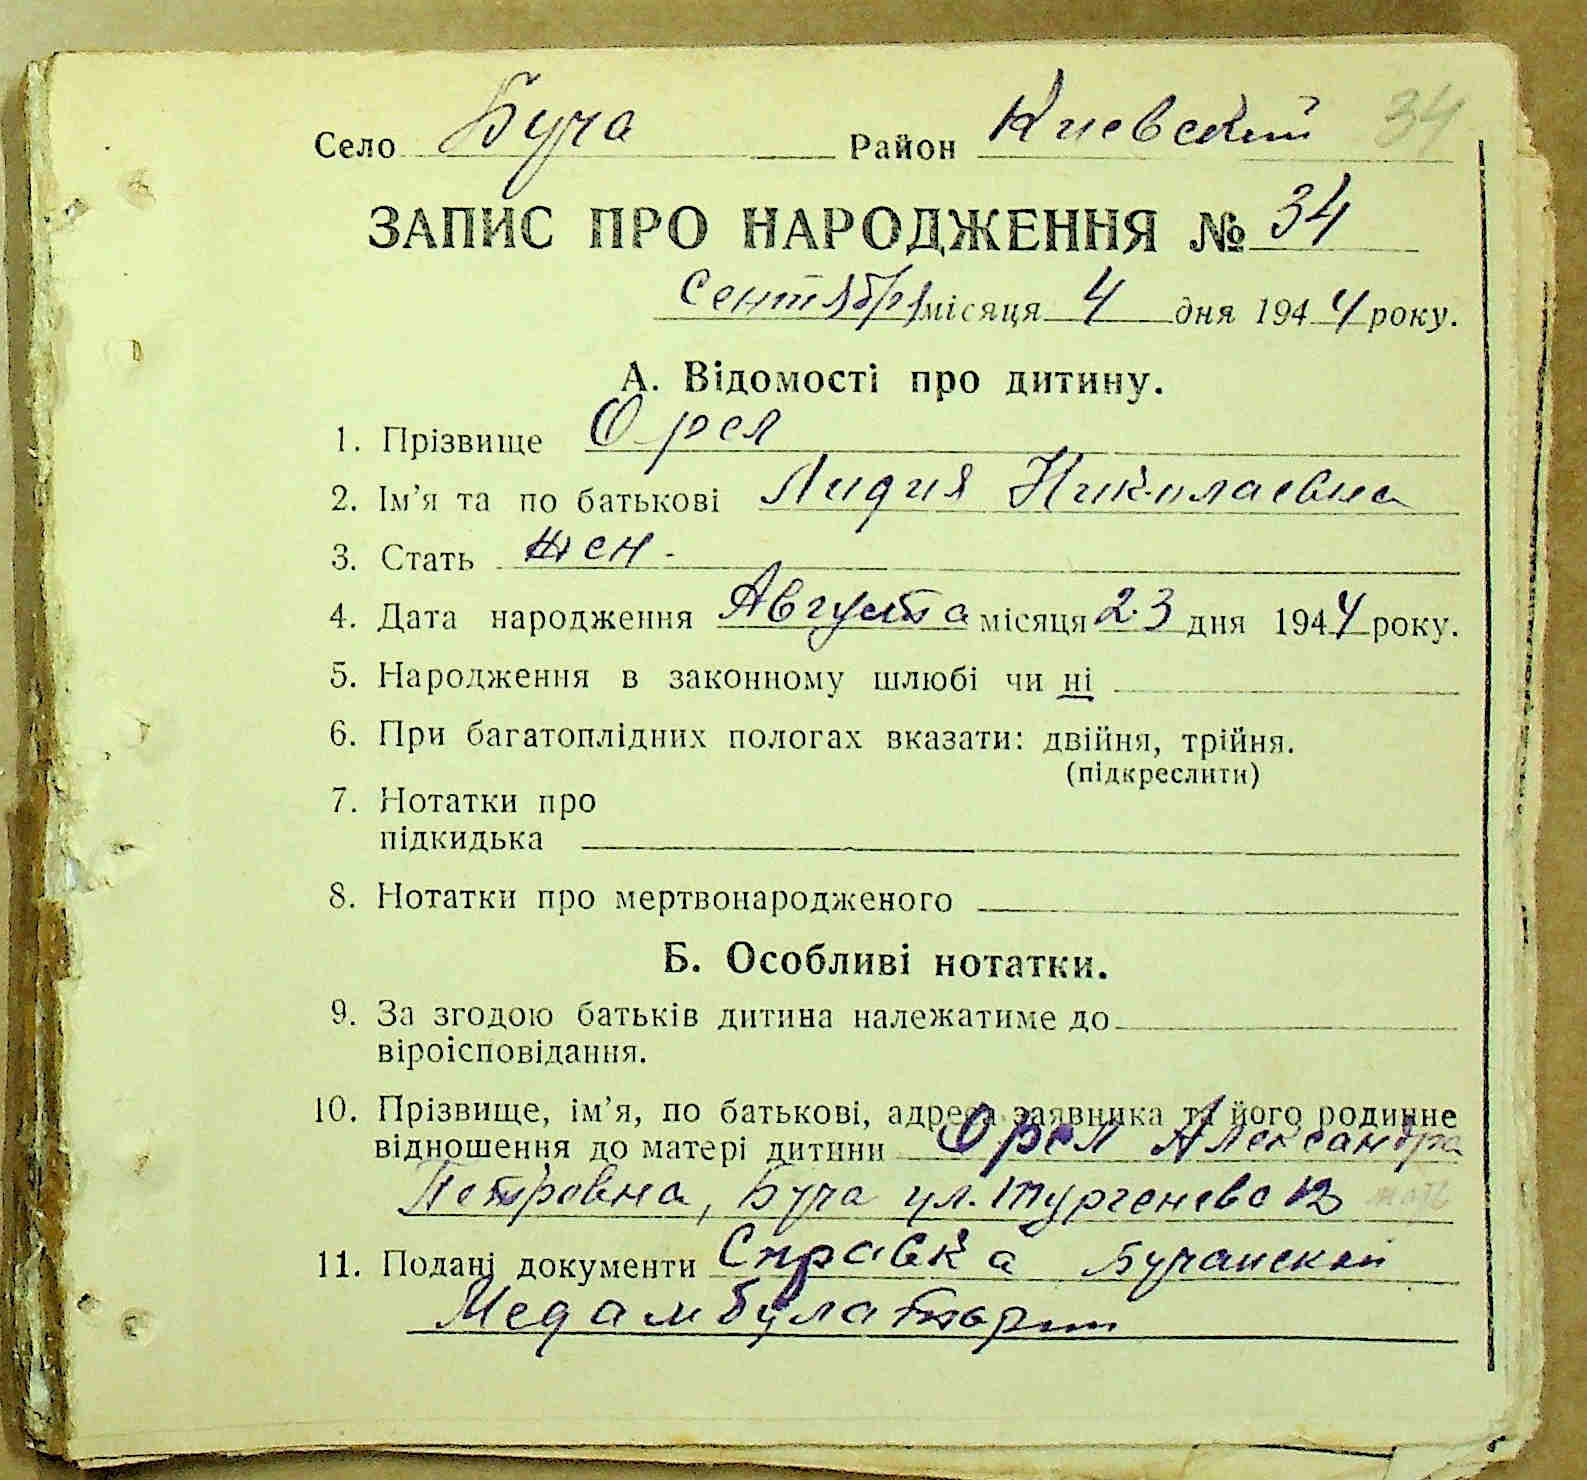 34
Село Буча Район Киевский
ЗАПИС ПРО НАРОДЖЕННЯ № 34
Сентября місяця 4 дня 1944 року.
А. Відомості про дитину.
1. Прізвище Орел
2. Ім’я та по батькові Лидия Николаевна
3. Стать жен.
4. Дата народження Августа місяця 23 дня 1944 року.
5. Народження в законному шлюбі чи ні
6. При багатоплідних пологах вказати: двійня, трійня.
(підкреслити)
7. Нотатки про
підкидька
8. Нотатки про мертвонародженого
Б. Особливі нотатки.
9. За згодою батьків дитина належатиме до
віроісповідання.
10. Прізвище, ім’я, по батькові, адреса заявника та його родинне
відношення до матері дитини Орел Александра
Петровна, Буча ул. Тургенева 12 мать
11. Подані документи Справка Бучанской
Медамбулатории